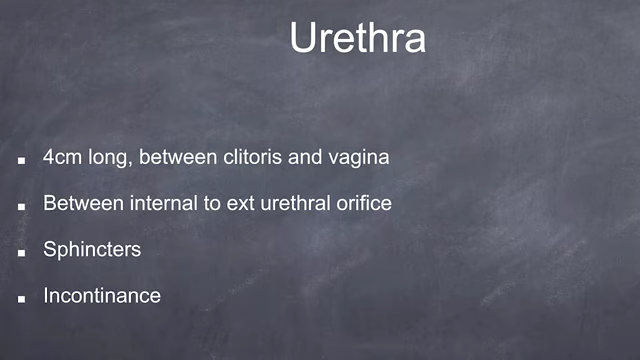 Urethra
4cm long, between clitoris and vagina
Between internal to ext urethral orifice
Sphincters
Incontinance